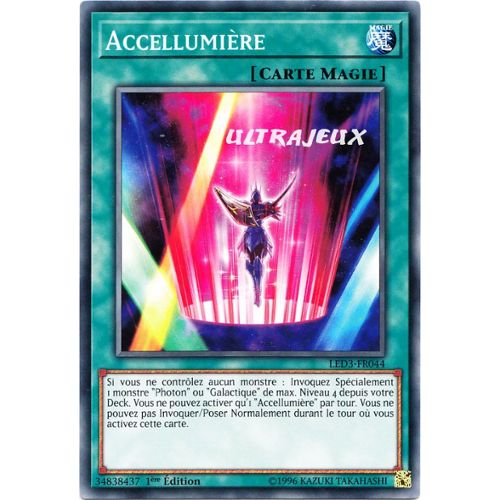 ACCELLUMIÈRE
MAGIE
魔
[CARTE MAGIE]
ULTRAJEUX
LED3-FR044
Si vous ne contrôlez aucun monstre : Invoquez Spécialement
1 monstre "Photon" ou "Galactique" de max. Niveau 4 depuis votre
Deck. Vous ne pouvez activer qu'1 "Accellumière" par tour. Vous ne
pouvez pas Invoquer/Poser Normalement durant le tour où vous
activez cette carte.
34838437 1ère Édition ©1996 KAZUKI TAKAHASHI